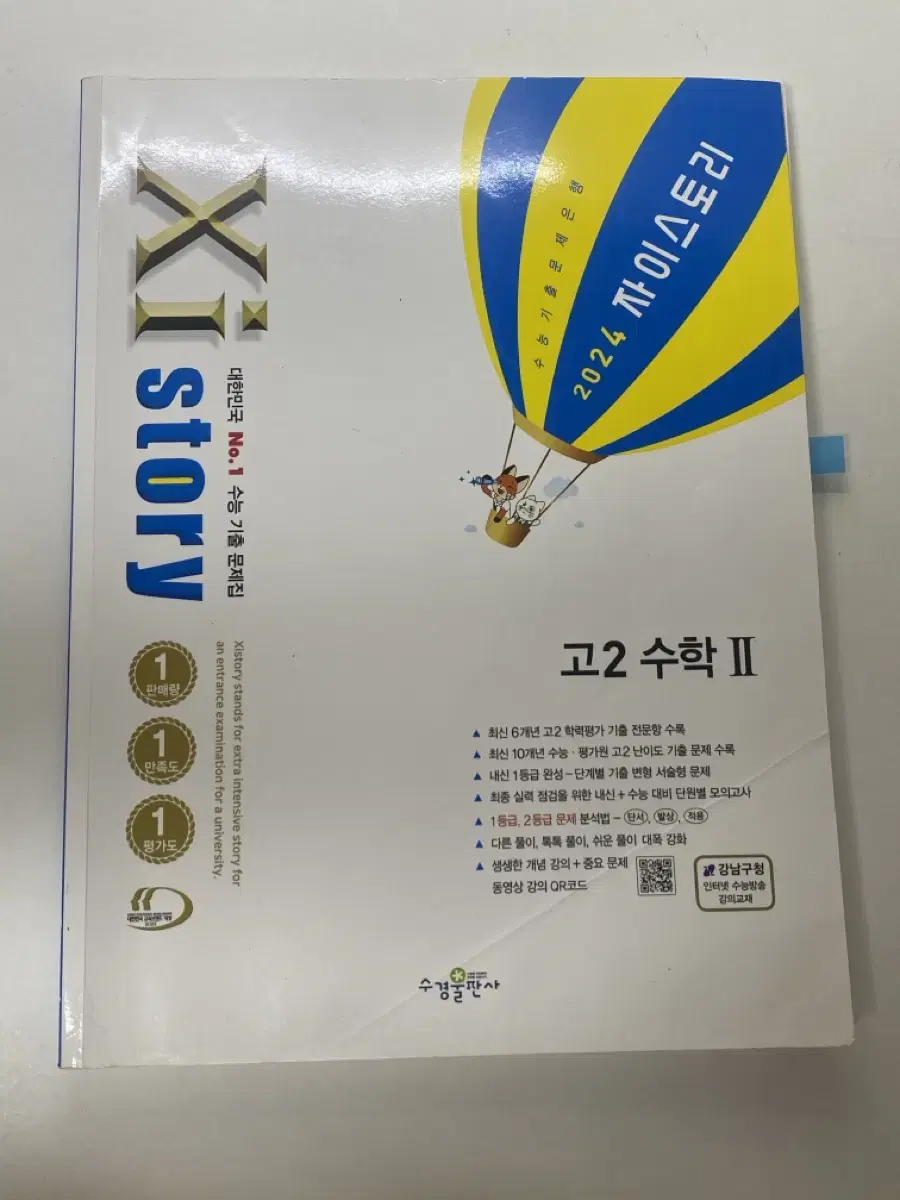 Xi
story
대한민국 No.1 수능 기출 문제집
Xistory stands for extra intensive story for
an entrance examination for a university.
1
판매량
1
만족도
1
평가도
수능 기출 문제 은행
2024 자이스토리
고2 수학 II
▲ 최신 6개년 고2 학력평가 기출 전문항 수록
▲ 최신 10개년 수능·평가원 고2 난이도 기출 문제 수록
▲ 내신 1등급 완성 – 단계별 기출 변형 서술형 문제
▲ 최종 실력 점검을 위한 내신+수능 대비 단원별 모의고사
▲ 1등급, 2등급 문제 분석법 – 단서, 발상, 적용
▲ 다른 풀이, 톡톡 풀이, 쉬운 풀이 대폭 강화
▲ 생생한 개념 강의 + 중요 문제
동영상 강의 QR코드
강남구청
인터넷 수능방송
강의교재
수경출판사